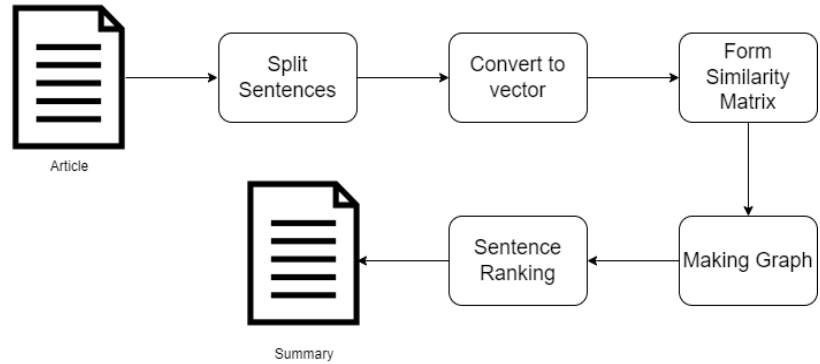 Split
Sentences
Convert to
vector
Form
Similarity
Matrix
Article
Sentence
Ranking
Making Graph
Summary